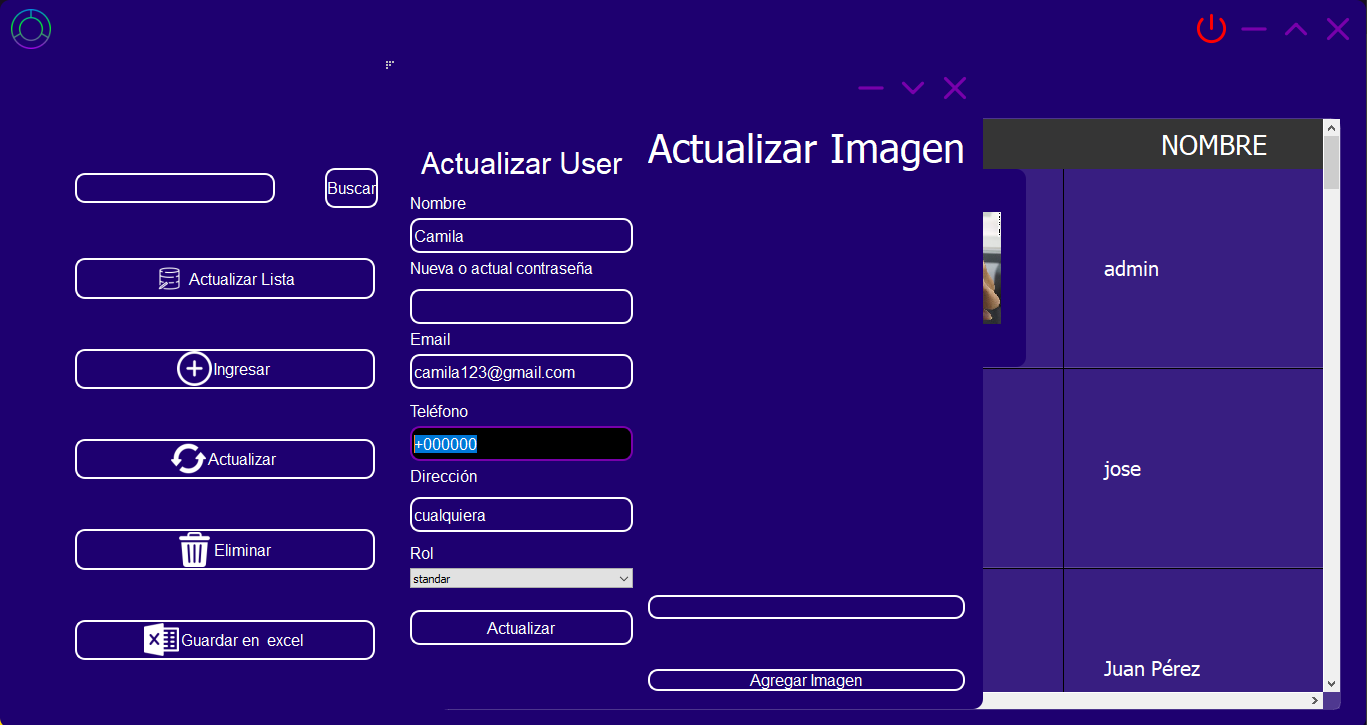 Buscar
Actualizar Lista
Ingresar
Actualizar
Eliminar
Guardar en excel
Actualizar User
Nombre
Camila
Nueva o actual contraseña
Email
camila123@gmail.com
Teléfono
+000000
Dirección
cualquiera
Rol
standar
Actualizar
Actualizar Imagen
Agregar Imagen
NOMBRE
admin
jose
Juan Pérez